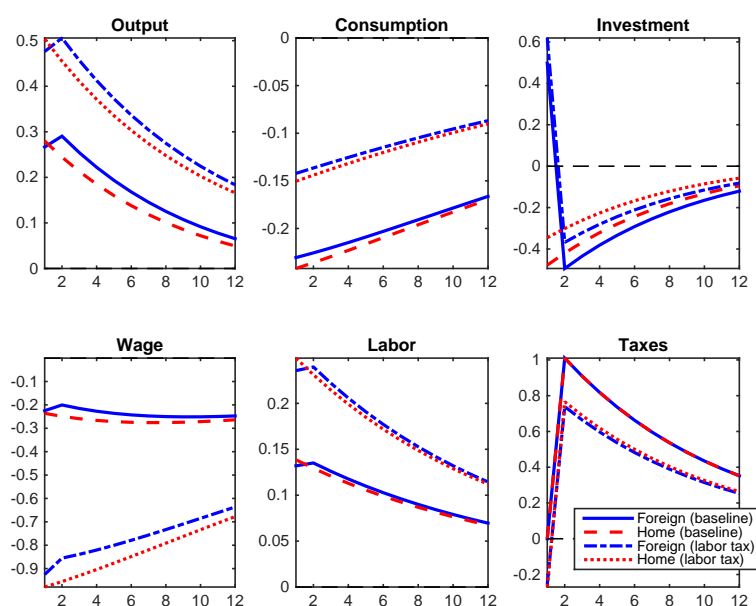 Output
0.5
0.4
0.3
0.2
0.1
0
2 4 6 8 10 12
Consumption
0
-0.1
-0.15
-0.2
2 4 6 8 10 12
Investment
0.6
0.4
0.2
0
-0.2
-0.4
2 4 6 8 10 12
Wage
-0.1
-0.2
-0.3
-0.4
-0.5
-0.6
-0.7
-0.8
-0.9
2 4 6 8 10 12
Labor
0.2
0.15
0.1
0.05
0
2 4 6 8 10 12
Taxes
1
0.8
0.6
0.4
0.2
0
-0.2
2 4 6 8 10 12
Foreign (baseline)
Home (baseline)
Foreign (labor tax)
Home (labor tax)